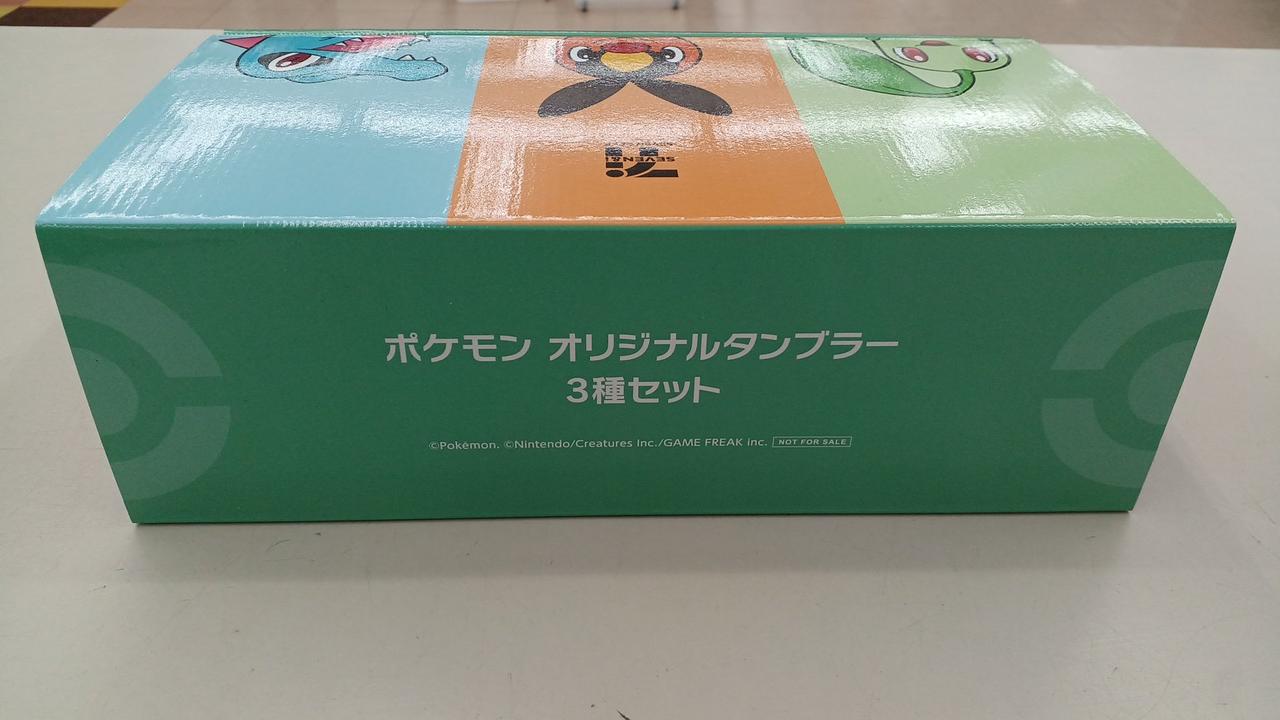 SEVEN&i
ポケモン オリジナルタンブラー
3種セット
©Pokémon. ©Nintendo/Creatures Inc./GAME FREAK inc. NOT FOR SALE